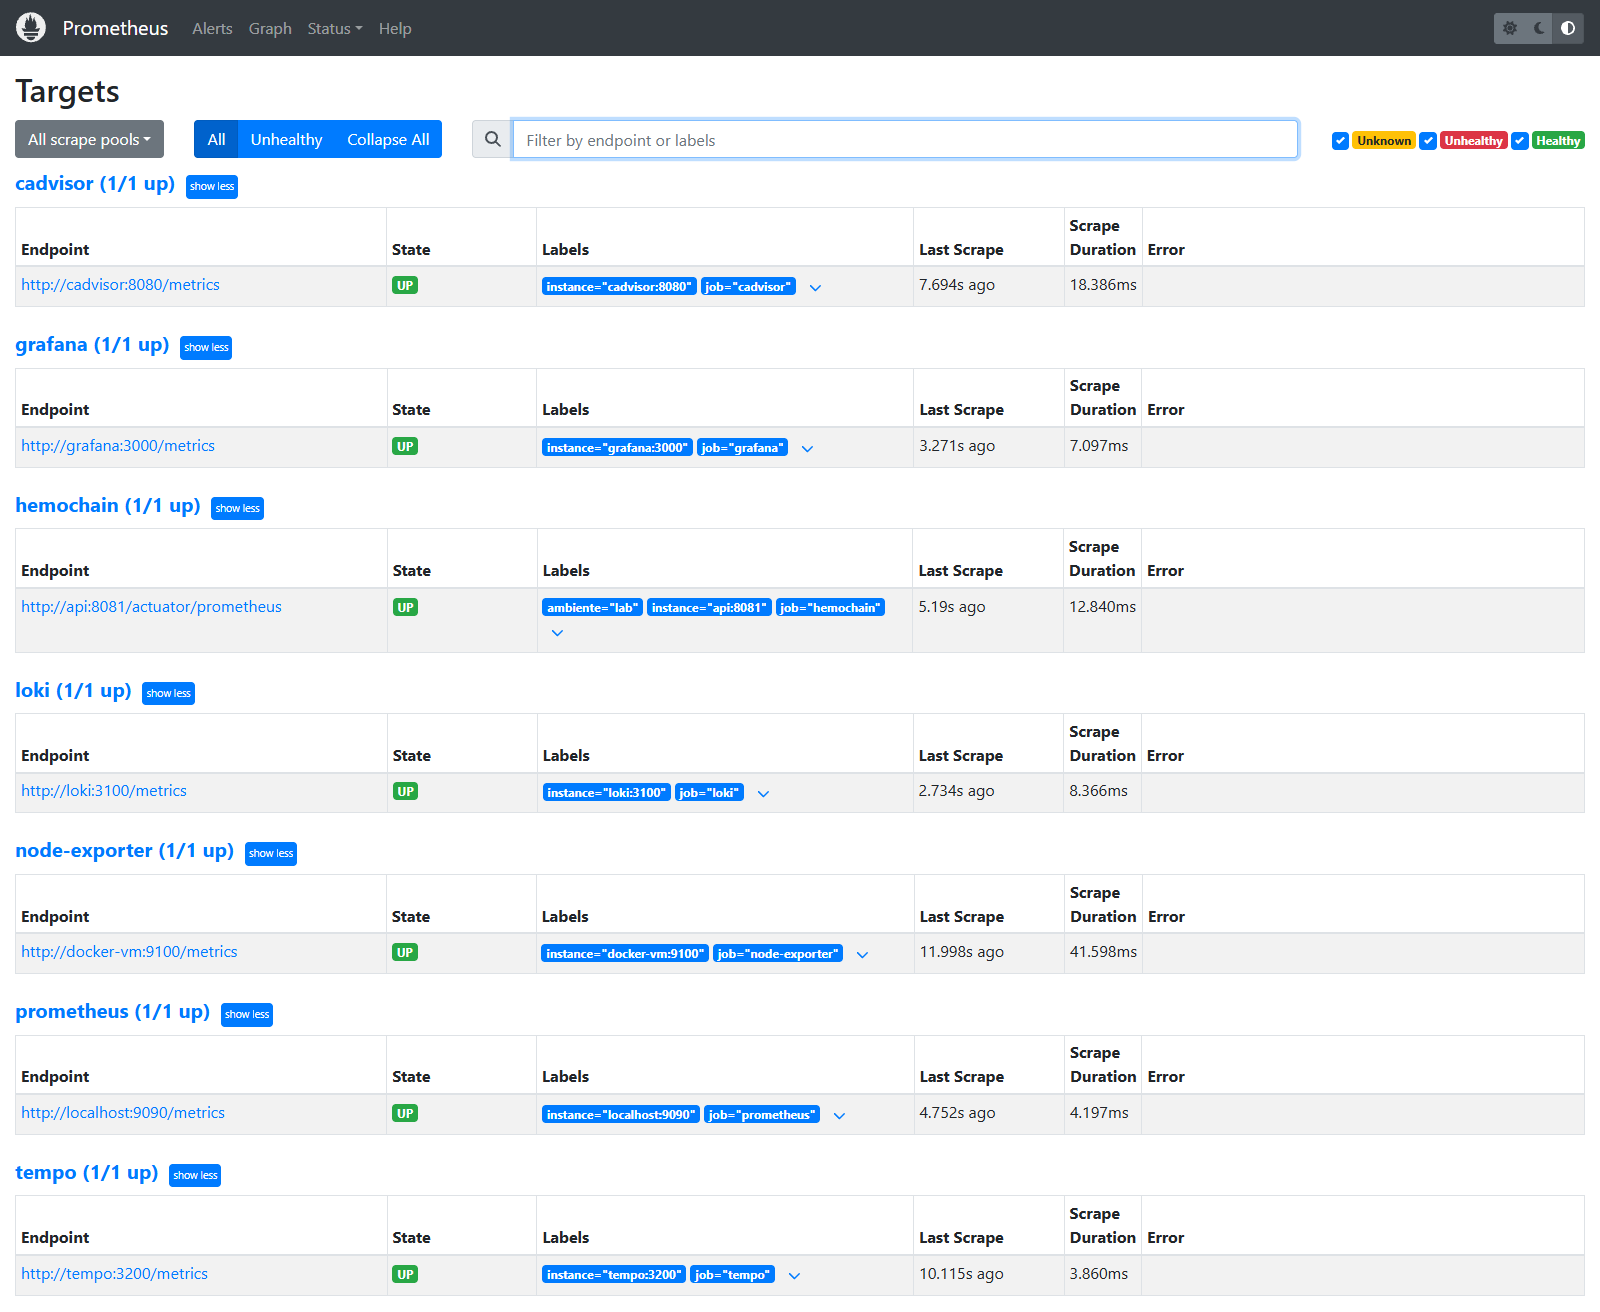 Prometheus Alerts Graph Status Help
Targets
All scrape pools All Unhealthy Collapse All Filter by endpoint or labels Unknown Unhealthy Healthy
cadvisor (1/1 up) show less
Endpoint State Labels Last Scrape Scrape Duration Error
http://cadvisor:8080/metrics UP instance="cadvisor:8080" job="cadvisor" 7.694s ago 18.386ms
grafana (1/1 up) show less
Endpoint State Labels Last Scrape Scrape Duration Error
http://grafana:3000/metrics UP instance="grafana:3000" job="grafana" 3.271s ago 7.097ms
hemochain (1/1 up) show less
Endpoint State Labels Last Scrape Scrape Duration Error
http://api:8081/actuator/prometheus UP ambiente="lab" instance="api:8081" job="hemochain" 5.19s ago 12.840ms
loki (1/1 up) show less
Endpoint State Labels Last Scrape Scrape Duration Error
http://loki:3100/metrics UP instance="loki:3100" job="loki" 2.734s ago 8.366ms
node-exporter (1/1 up) show less
Endpoint State Labels Last Scrape Scrape Duration Error
http://docker-vm:9100/metrics UP instance="docker-vm:9100" job="node-exporter" 11.998s ago 41.598ms
prometheus (1/1 up) show less
Endpoint State Labels Last Scrape Scrape Duration Error
http://localhost:9090/metrics UP instance="localhost:9090" job="prometheus" 4.752s ago 4.197ms
tempo (1/1 up) show less
Endpoint State Labels Last Scrape Scrape Duration Error
http://tempo:3200/metrics UP instance="tempo:3200" job="tempo" 10.115s ago 3.860ms